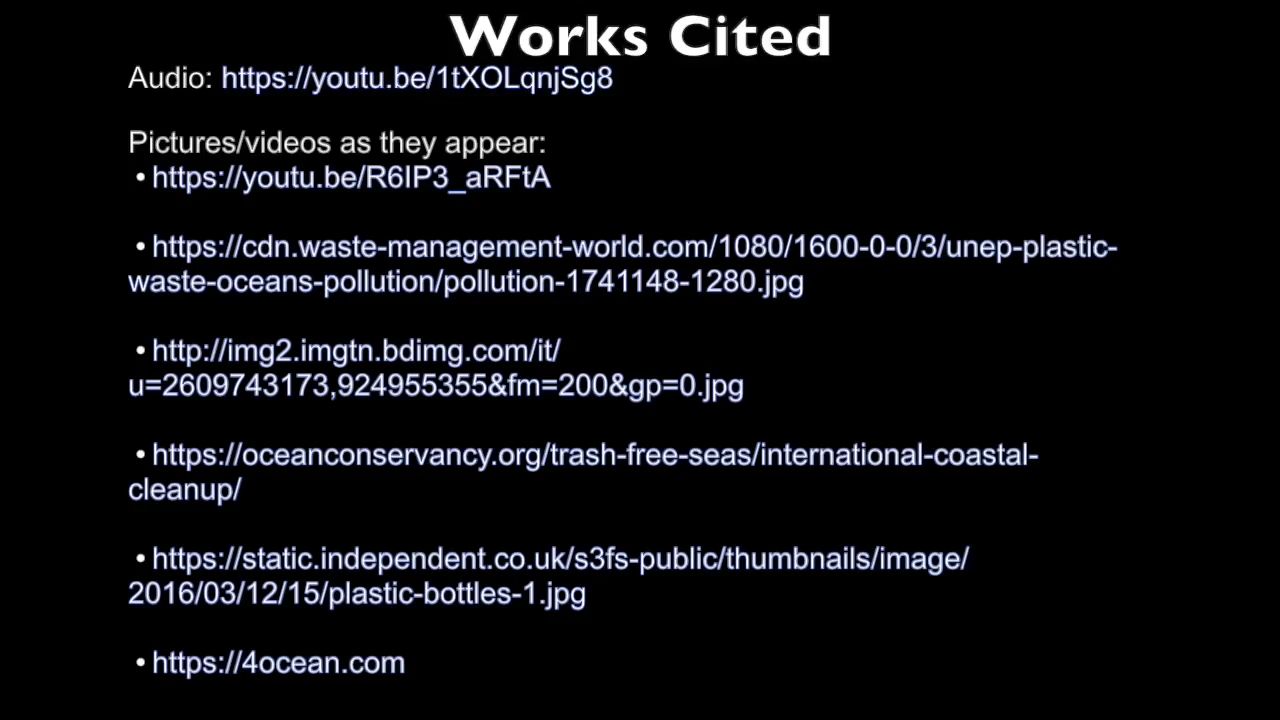 Works Cited
Audio: https://youtu.be/1tXOLqnjSg8
Pictures/videos as they appear:
• https://youtu.be/R6IP3_aRFtA
• https://cdn.waste-management-world.com/1080/1600-0-0/3/unep-plastic-
waste-oceans-pollution/pollution-1741148-1280.jpg
• http://img2.imgtn.bdimg.com/it/
u=2609743173,924955355&fm=200&gp=0.jpg
• https://oceanconservancy.org/trash-free-seas/international-coastal-
cleanup/
• https://static.independent.co.uk/s3fs-public/thumbnails/image/
2016/03/12/15/plastic-bottles-1.jpg
• https://4ocean.com